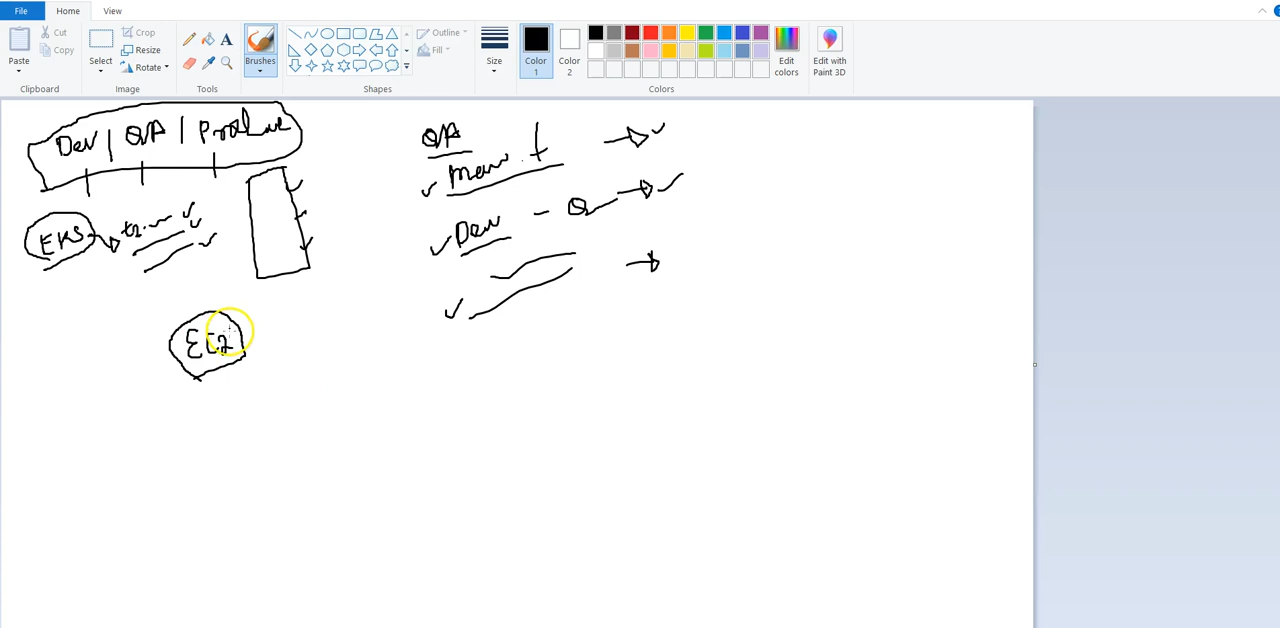 File
Home
View
Paste
Cut
Copy
Clipboard
Select
Crop
Resize
Rotate
Image
Tools
Brushes
Shapes
Outline
Fill
Size
Color 1
Color 2
Edit colors
Edit with Paint 3D
Colors
Dev | QA |
QA
EKS
Dev - Q
EC2